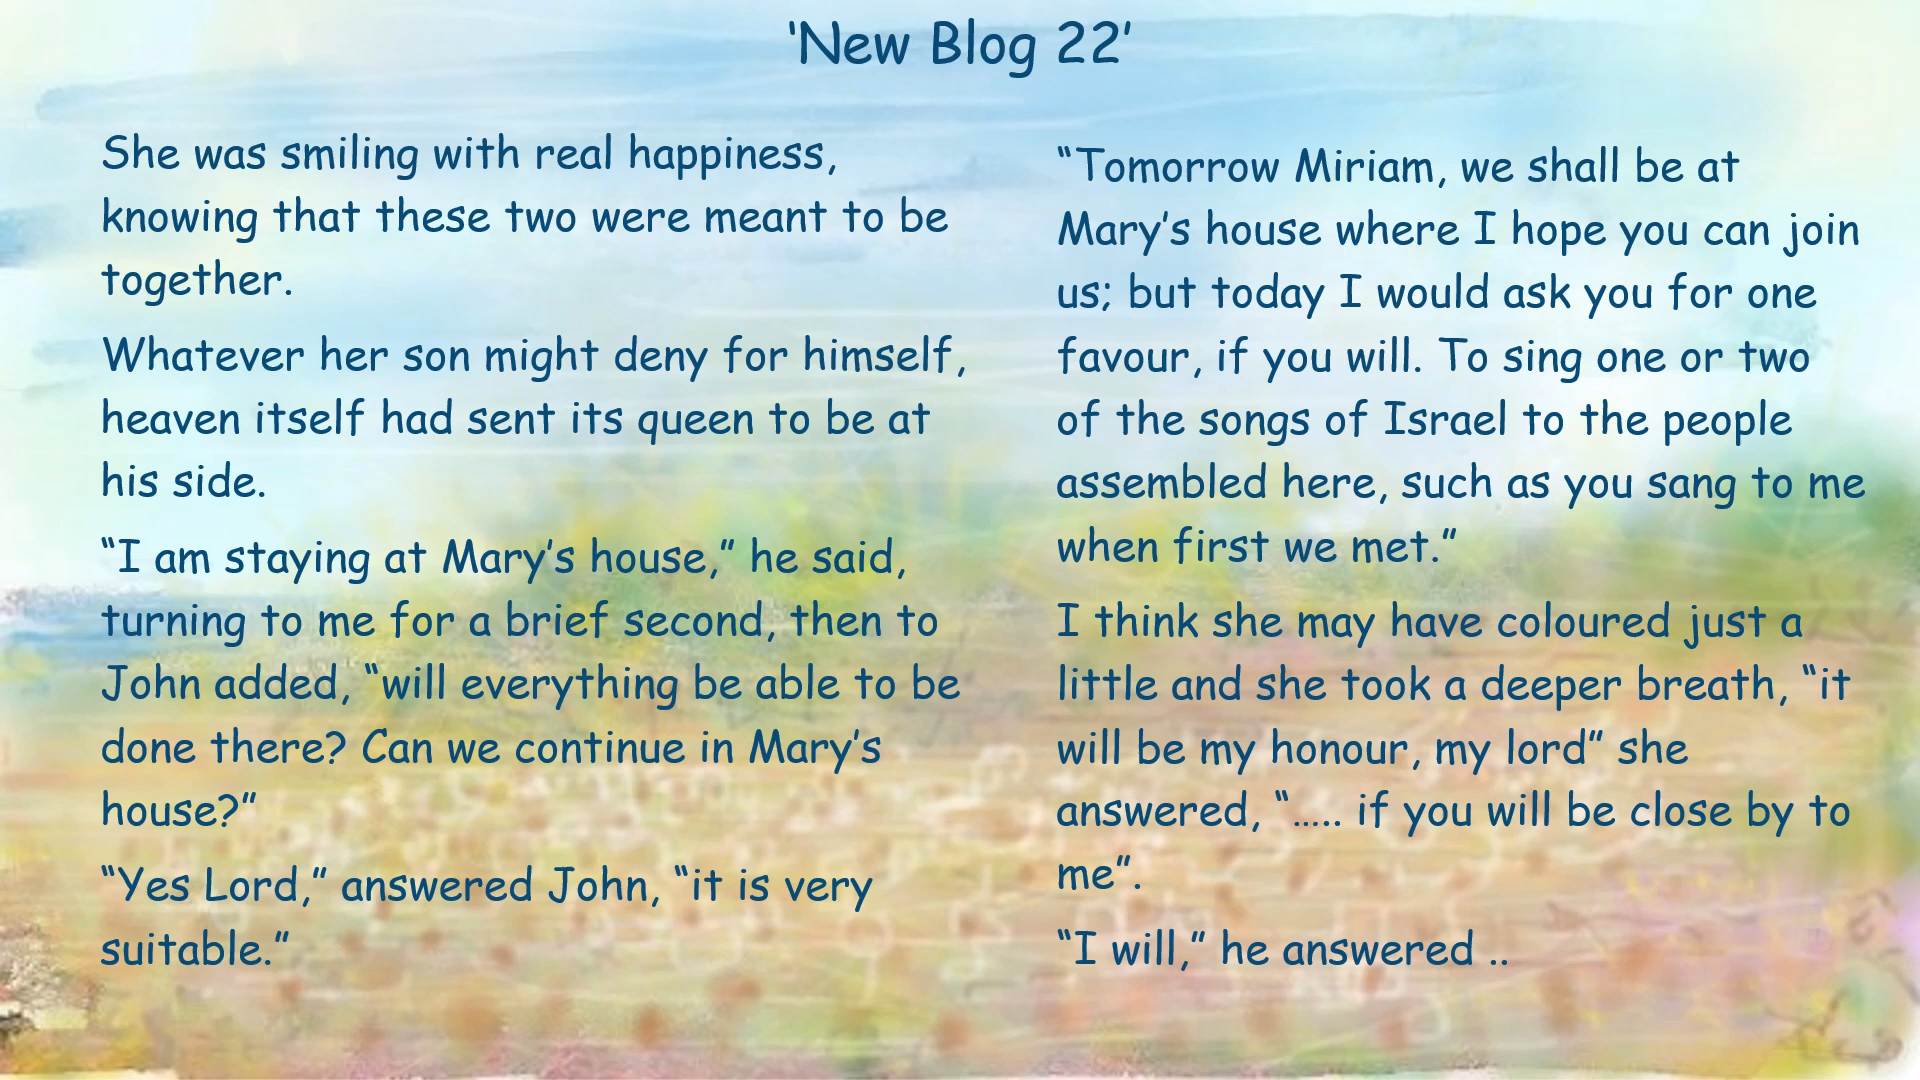 ‘New Blog 22’
She was smiling with real happiness,
knowing that these two were meant to be
together.
Whatever her son might deny for himself,
heaven itself had sent its queen to be at
his side.
“I am staying at Mary’s house,” he said,
turning to me for a brief second, then to
John added, “will everything be able to be
done there? Can we continue in Mary’s
house?”
“Yes Lord,” answered John, “it is very
suitable.”
“Tomorrow Miriam, we shall be at
Mary’s house where I hope you can join
us; but today I would ask you for one
favour, if you will. To sing one or two
of the songs of Israel to the people
assembled here, such as you sang to me
when first we met.”
I think she may have coloured just a
little and she took a deeper breath, “it
will be my honour, my lord” she
answered, “….. if you will be close by to
me”.
“I will,” he answered ..